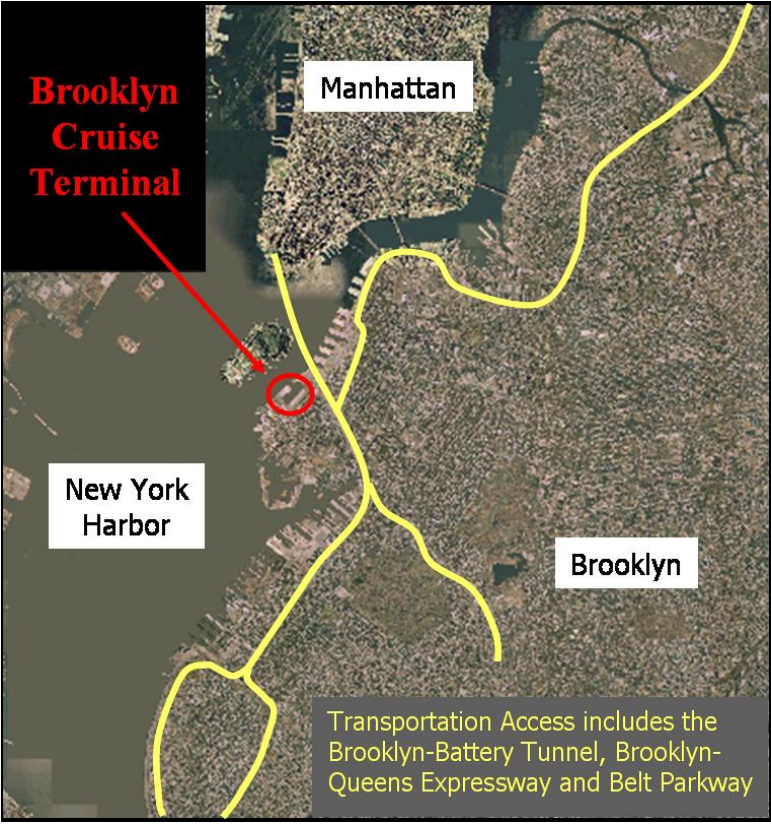 Brooklyn
Cruise
Terminal
Manhattan
New York
Harbor
Brooklyn
Transportation Access includes the
Brooklyn-Battery Tunnel, Brooklyn-
Queens Expressway and Belt Parkway